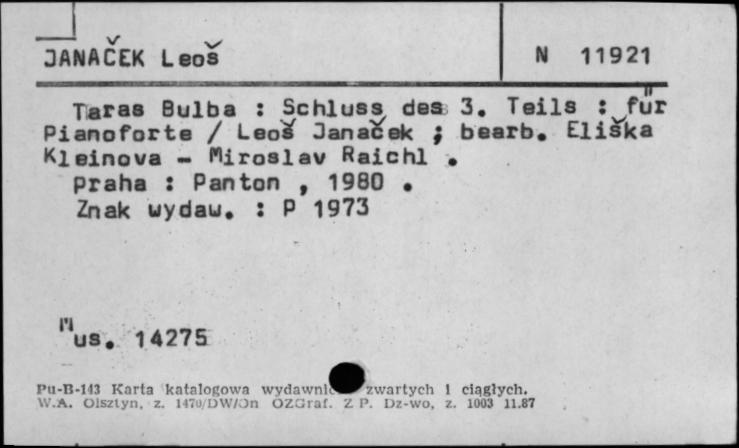 JANAČEK Leoš
N 11921
Taras Bulba : Schluss des 3. Teils : für
Pianoforte / Leoš Janaček ; bearb. Eliška
Kleinova - Miroslav Raichl .
Praha : Panton , 1980 .
Znak wydaw. : P 1973
Mus. 14275
Pu-B-143 Karta katalogowa zwartych i ciągłych.
W.A. Olsztyn, z. 1470/DW/On OZGraf. Z P. Dz-wo, z. 1003 11.87